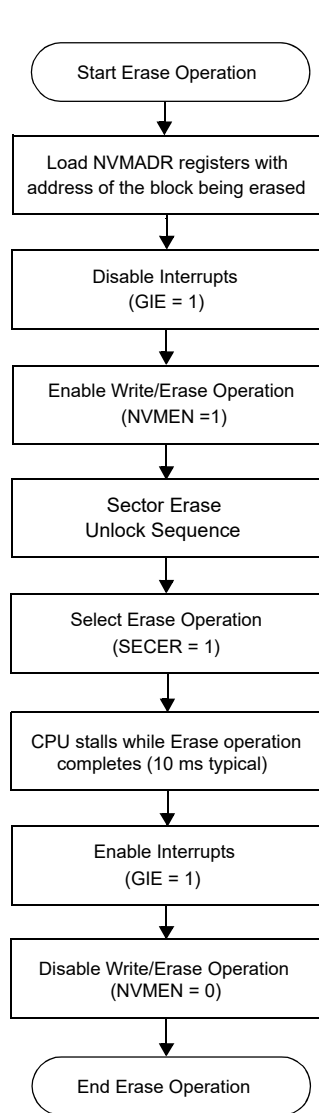 Start Erase Operation
Load NVMADR registers with
address of the block being erased
Disable Interrupts
(GIE = 1)
Enable Write/Erase Operation
(NVMEN =1)
Sector Erase
Unlock Sequence
Select Erase Operation
(SECER = 1)
CPU stalls while Erase operation
completes (10 ms typical)
Enable Interrupts
(GIE = 1)
Disable Write/Erase Operation
(NVMEN = 0)
End Erase Operation